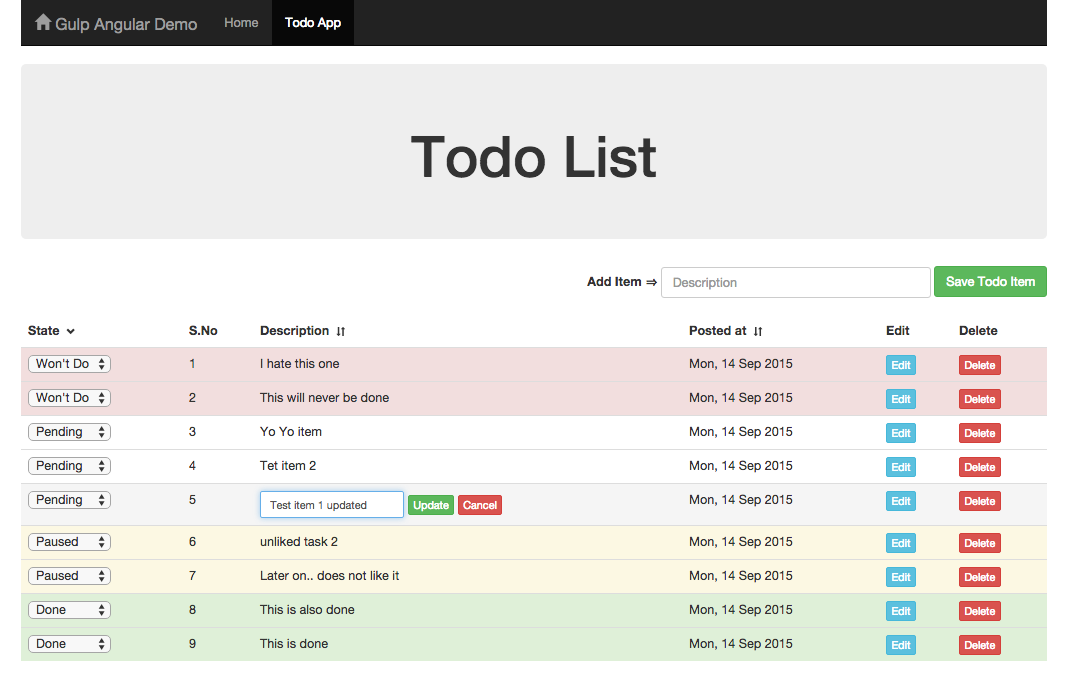 Gulp Angular Demo Home Todo App
Todo List
Add Item ⇒ Description Save Todo Item
State S.No Description Posted at Edit Delete
Won't Do 1 I hate this one Mon, 14 Sep 2015 Edit Delete
Won't Do 2 This will never be done Mon, 14 Sep 2015 Edit Delete
Pending 3 Yo Yo item Mon, 14 Sep 2015 Edit Delete
Pending 4 Tet item 2 Mon, 14 Sep 2015 Edit Delete
Pending 5 Test item 1 updated Update Cancel Mon, 14 Sep 2015 Edit Delete
Paused 6 unliked task 2 Mon, 14 Sep 2015 Edit Delete
Paused 7 Later on.. does not like it Mon, 14 Sep 2015 Edit Delete
Done 8 This is also done Mon, 14 Sep 2015 Edit Delete
Done 9 This is done Mon, 14 Sep 2015 Edit Delete